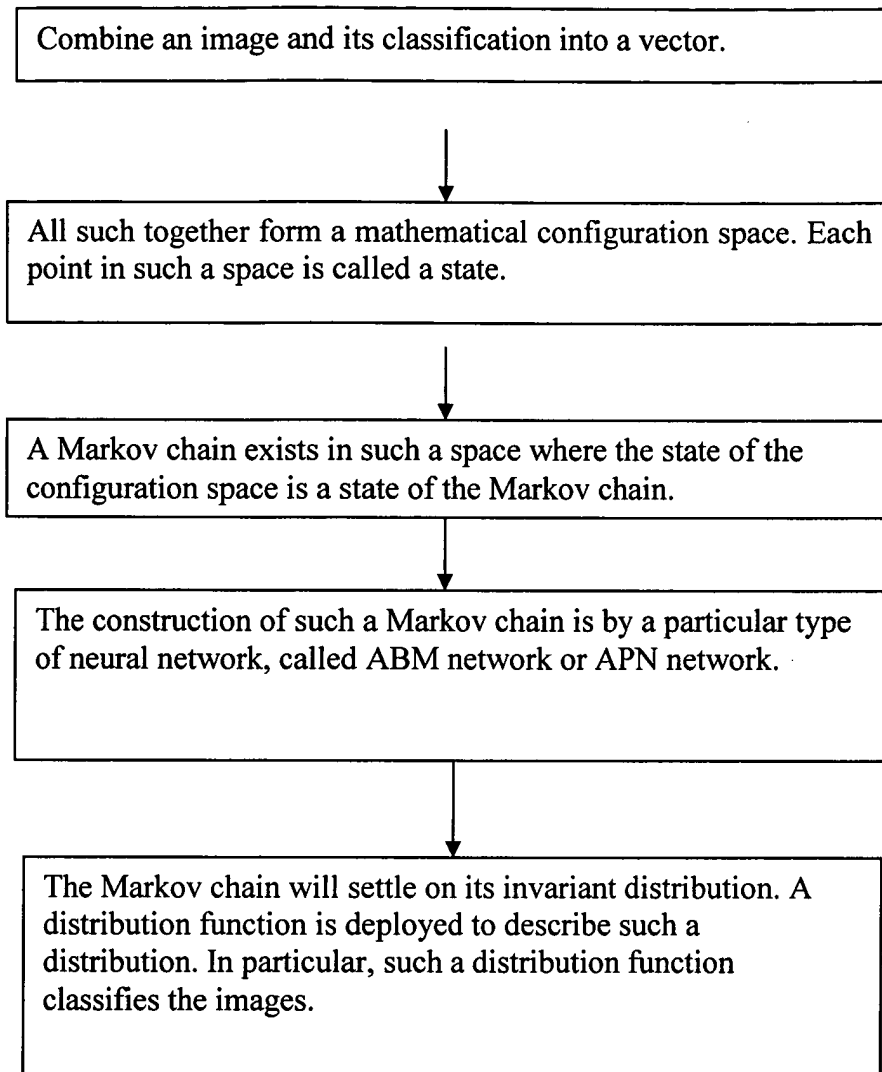 Combine an image and its classification into a vector.
All such together form a mathematical configuration space. Each
point in such a space is called a state.
A Markov chain exists in such a space where the state of the
configuration space is a state of the Markov chain.
The construction of such a Markov chain is by a particular type
of neural network, called ABM network or APN network.
The Markov chain will settle on its invariant distribution. A
distribution function is deployed to describe such a
distribution. In particular, such a distribution function
classifies the images.